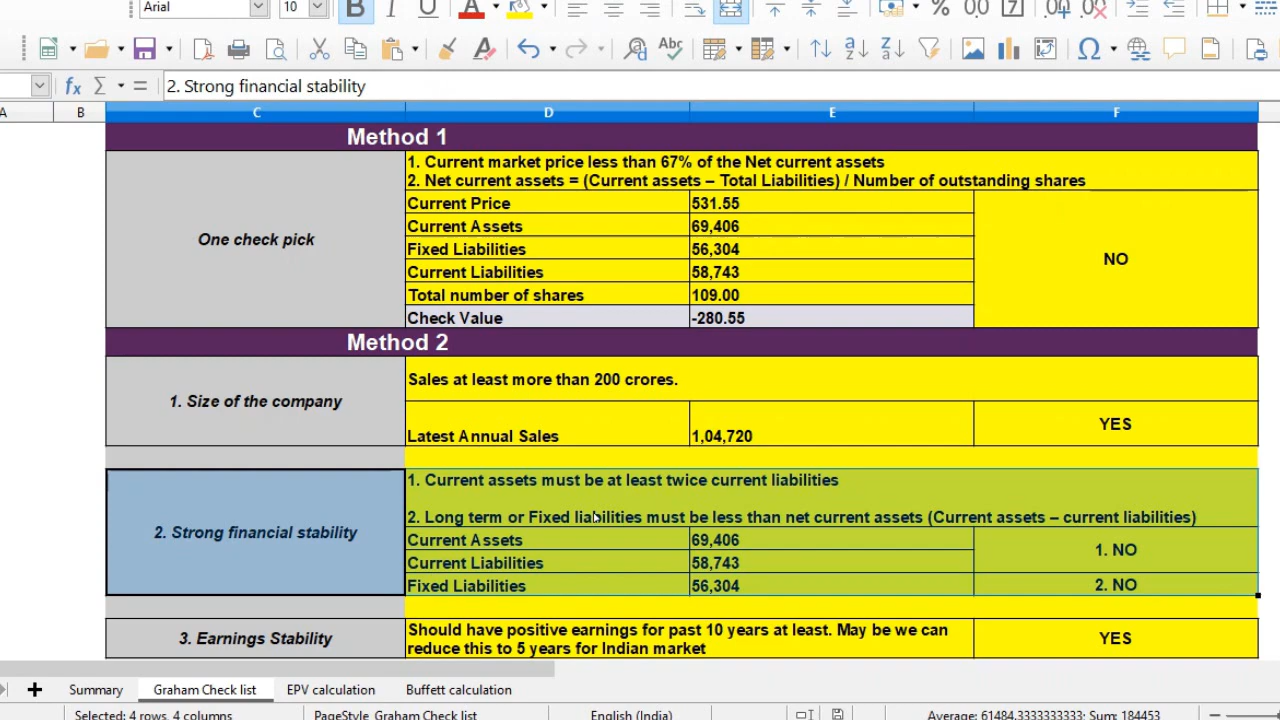 Arial
10
2. Strong financial stability
A
B
C
D
E
F
Method 1
One check pick
1. Current market price less than 67% of the Net current assets
2. Net current assets = (Current assets – Total Liabilities) / Number of outstanding shares
Current Price
531.55
Current Assets
69,406
Fixed Liabilities
56,304
Current Liabilities
58,743
Total number of shares
109.00
Check Value
-280.55
NO
Method 2
1. Size of the company
Sales at least more than 200 crores.
Latest Annual Sales
1,04,720
YES
2. Strong financial stability
1. Current assets must be at least twice current liabilities
2. Long term or Fixed liabilities must be less than net current assets (Current assets – current liabilities)
Current Assets
69,406
Current Liabilities
58,743
1. NO
Fixed Liabilities
56,304
2. NO
3. Earnings Stability
Should have positive earnings for past 10 years at least. May be we can
reduce this to 5 years for Indian market
YES
Summary
Graham Check list
EPV calculation
Buffett calculation
Selected: 4 rows, 4 columns
PageStyle_Graham Check list
English (India)
Average: 61484.3333333333; Sum: 184453